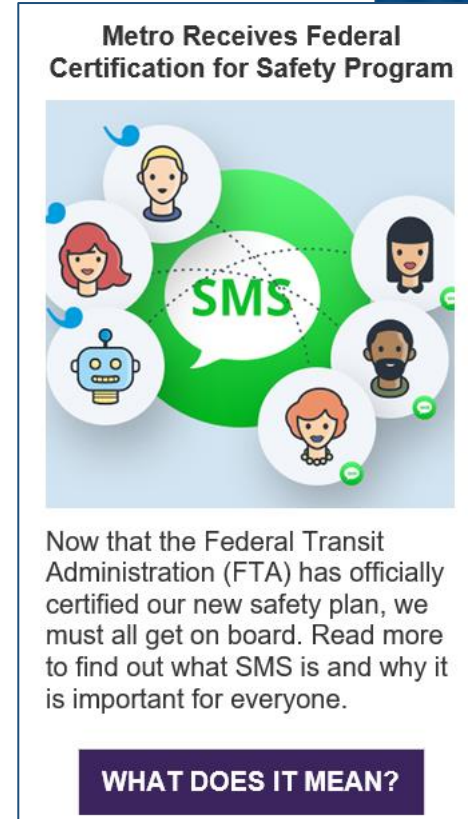 Metro Receives Federal
Certification for Safety Program
SMS
Now that the Federal Transit
Administration (FTA) has officially
certified our new safety plan, we
must all get on board. Read more
to find out what SMS is and why it
is important for everyone.
WHAT DOES IT MEAN?